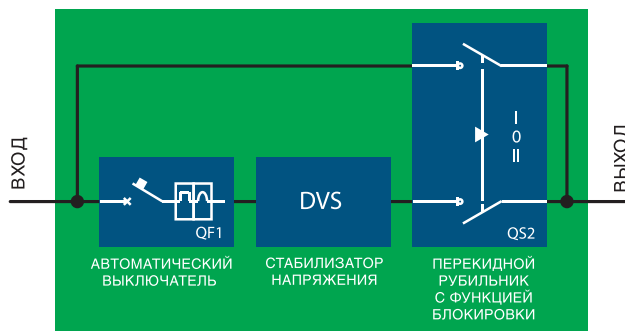 ВХОД
QF1
АВТОМАТИЧЕСКИЙ
ВЫКЛЮЧАТЕЛЬ
DVS
СТАБИЛИЗАТОР
НАПРЯЖЕНИЯ
I
0
II
QS2
ПЕРЕКИДНОЙ
РУБИЛЬНИК
С ФУНКЦИЕЙ
БЛОКИРОВКИ
ВЫХОД